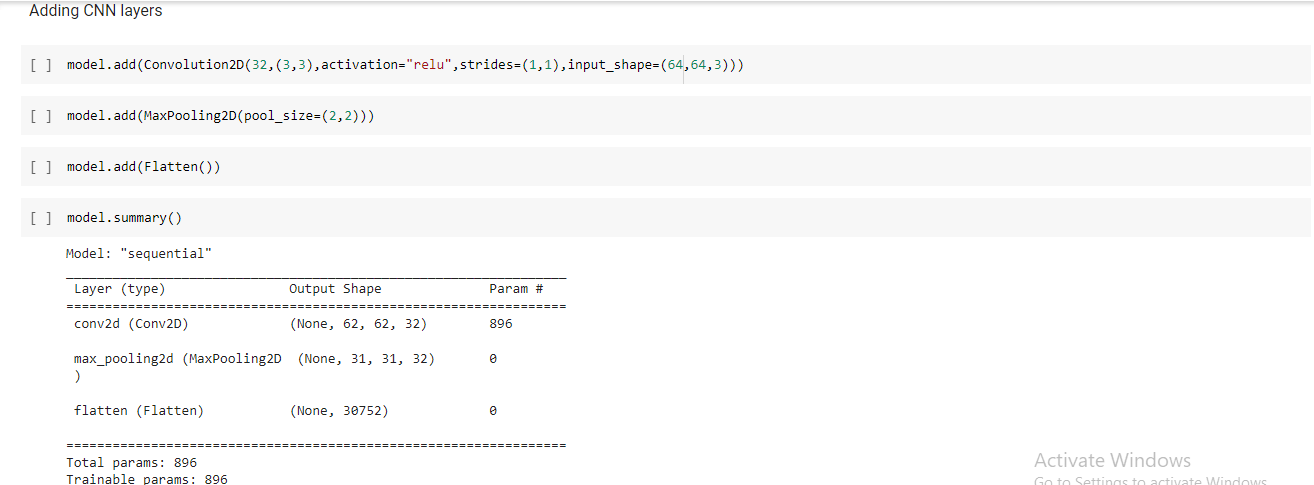 Adding CNN layers
[ ] model.add(Convolution2D(32,(3,3),activation="relu",strides=(1,1),input_shape=(64,64,3)))
[ ] model.add(MaxPooling2D(pool_size=(2,2)))
[ ] model.add(Flatten())
[ ] model.summary()
Model: "sequential"
Layer (type) Output Shape Param #
conv2d (Conv2D) (None, 62, 62, 32) 896
max_pooling2d (MaxPooling2D (None, 31, 31, 32) 0
)
flatten (Flatten) (None, 30752) 0
Total params: 896
Trainable params: 896
Activate Windows
Go to Settings to activate Windows.